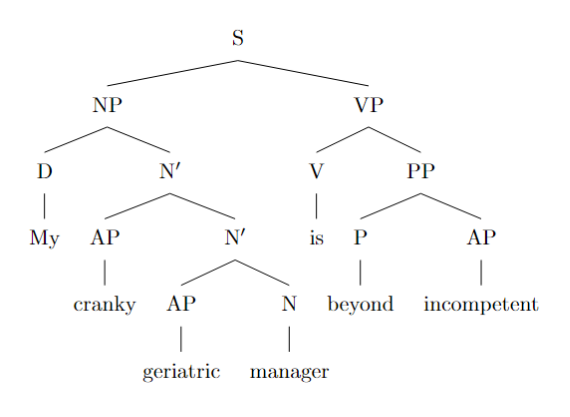 S
NP VP
D N′ V PP
My AP N′ is P AP
cranky AP N beyond incompetent
geriatric manager